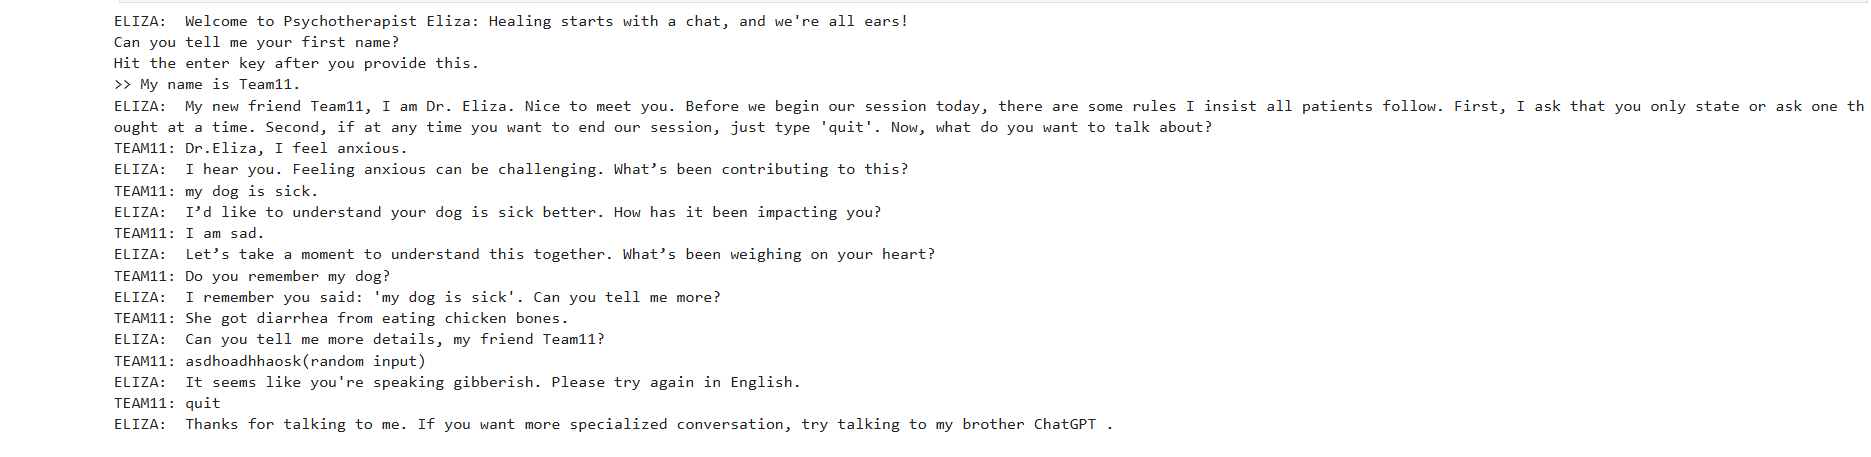 ELIZA:  Welcome to Psychotherapist Eliza: Healing starts with a chat, and we're all ears!
Can you tell me your first name?
Hit the enter key after you provide this.
>> My name is Team11.
ELIZA:  My new friend Team11, I am Dr. Eliza. Nice to meet you. Before we begin our session today, there are some rules I insist all patients follow. First, I ask that you only state or ask one th
ought at a time. Second, if at any time you want to end our session, just type 'quit'. Now, what do you want to talk about?
TEAM11: Dr.Eliza, I feel anxious.
ELIZA:  I hear you. Feeling anxious can be challenging. What’s been contributing to this?
TEAM11: my dog is sick.
ELIZA:  I’d like to understand your dog is sick better. How has it been impacting you?
TEAM11: I am sad.
ELIZA:  Let’s take a moment to understand this together. What’s been weighing on your heart?
TEAM11: Do you remember my dog?
ELIZA:  I remember you said: 'my dog is sick'. Can you tell me more?
TEAM11: She got diarrhea from eating chicken bones.
ELIZA:  Can you tell me more details, my friend Team11?
TEAM11: asdhoadhhaosk(random input)
ELIZA:  It seems like you're speaking gibberish. Please try again in English.
TEAM11: quit
ELIZA:  Thanks for talking to me. If you want more specialized conversation, try talking to my brother ChatGPT .